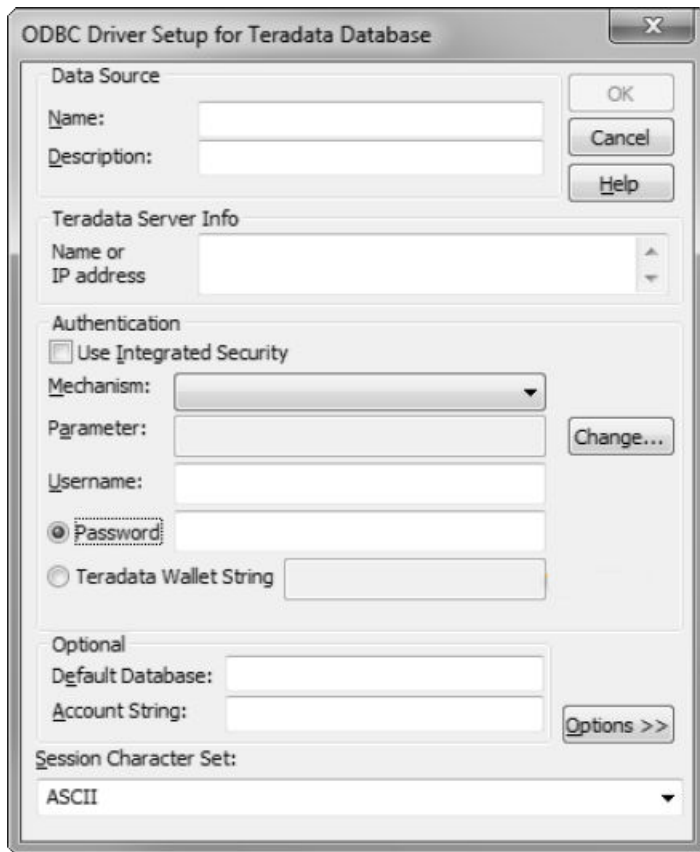 ODBC Driver Setup for Teradata Database
X
Data Source
OK
Name:
Cancel
Description:
Help
Teradata Server Info
Name or
IP address
Authentication
Use Integrated Security
Mechanism:
Parameter:
Change...
Username:
Password
Teradata Wallet String
Optional
Default Database:
Account String:
Options >>
Session Character Set:
ASCII